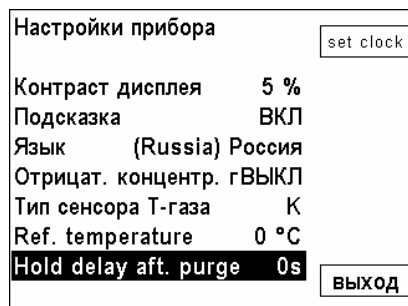 Настройки прибора
set clock
Контраст дисплея 5 %
Подсказка ВКЛ
Язык (Russia) Россия
Отрицат. концентр. гВЫКЛ
Тип сенсора Т-газа K
Ref. temperature 0 °C
Hold delay aft. purge 0s
выход